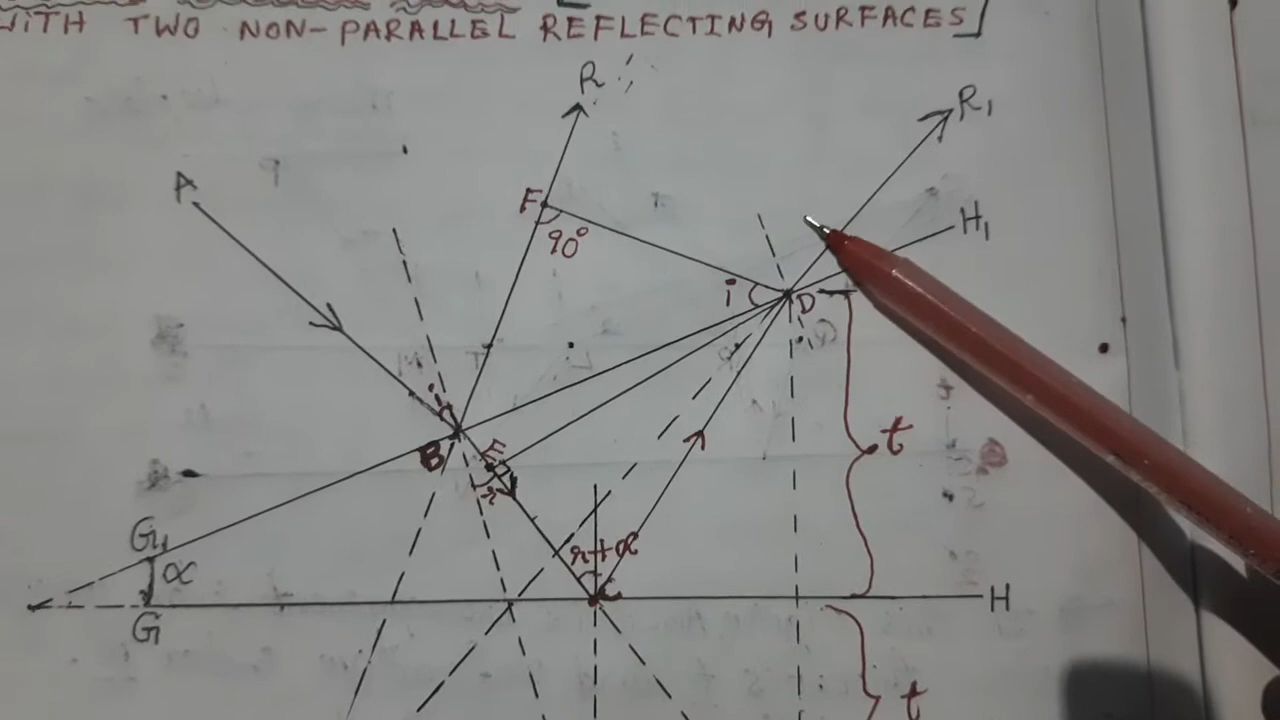 WITH TWO NON-PARALLEL REFLECTING SURFACES]
R
R1
A
F
H1
90°
i
D
i
t
B
E
r
G1
α
r+α
C
H
G
t